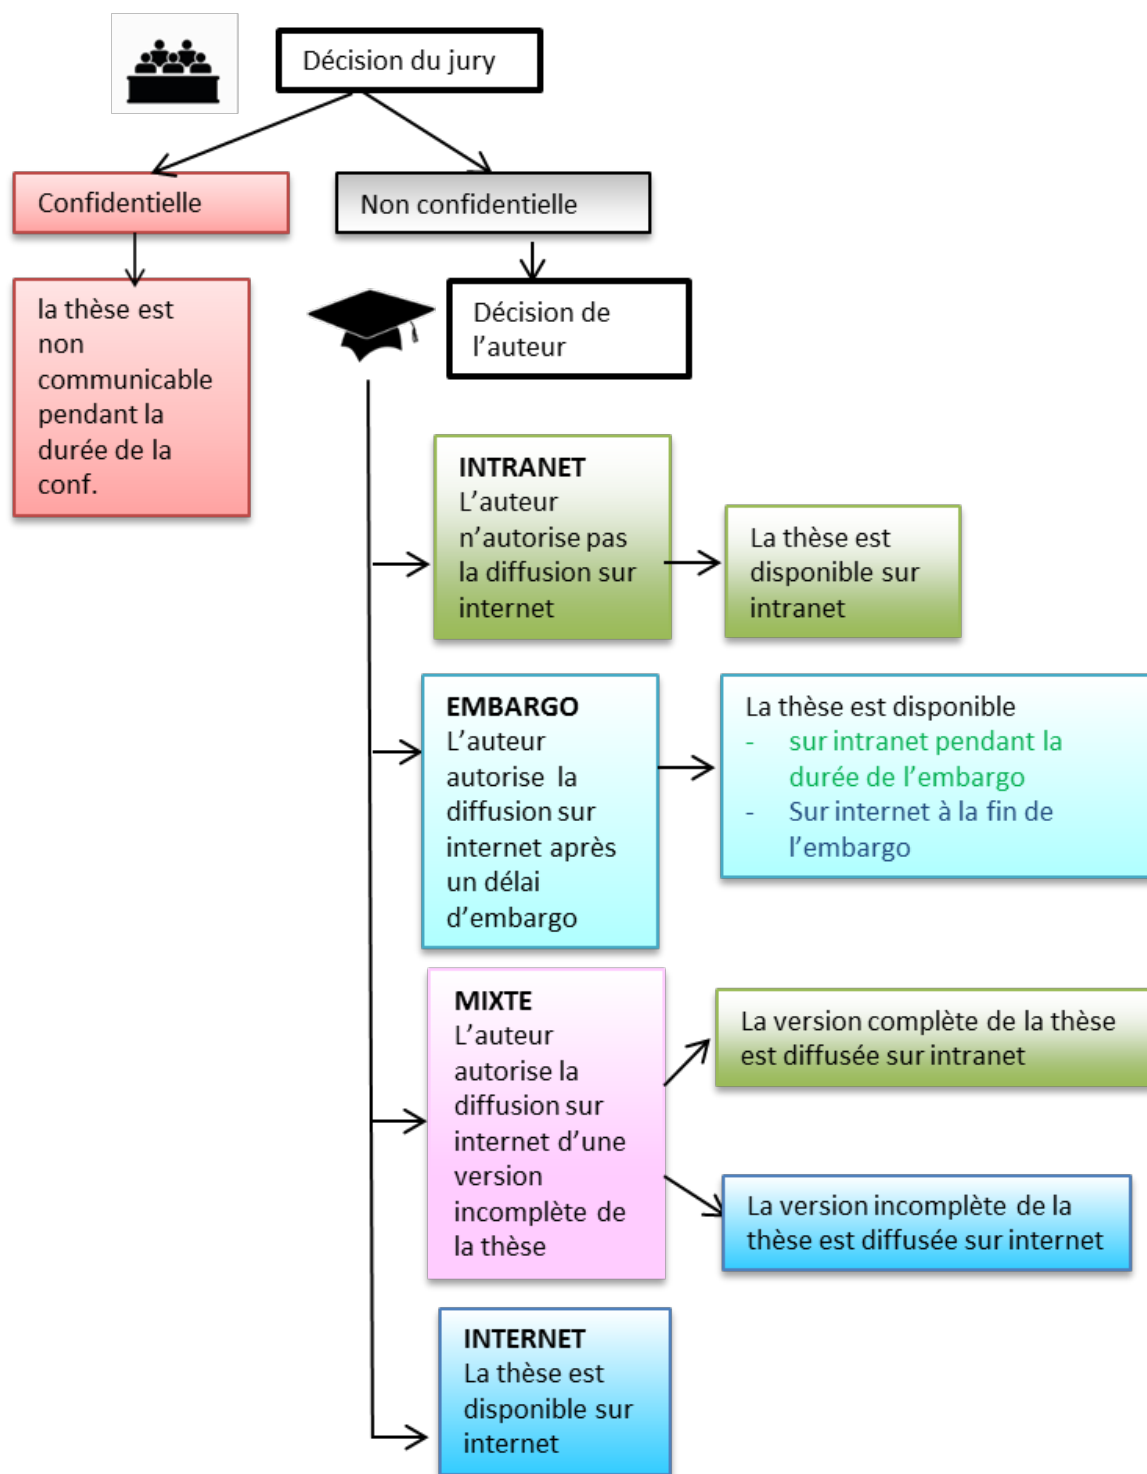 Décision du jury
Confidentielle
Non confidentielle
la thèse est
non
communicable
pendant la
durée de la
conf.
Décision de
l’auteur
INTRANET
L’auteur
n’autorise pas
la diffusion sur
internet
La thèse est
disponible sur
intranet
EMBARGO
L’auteur
autorise la
diffusion sur
internet après
un délai
d’embargo
La thèse est disponible
- sur intranet pendant la
durée de l’embargo
- Sur internet à la fin de
l’embargo
MIXTE
L’auteur
autorise la
diffusion sur
internet d’une
version
incomplète de
la thèse
La version complète de la thèse
est diffusée sur intranet
La version incomplète de la
thèse est diffusée sur internet
INTERNET
La thèse est
disponible sur
internet